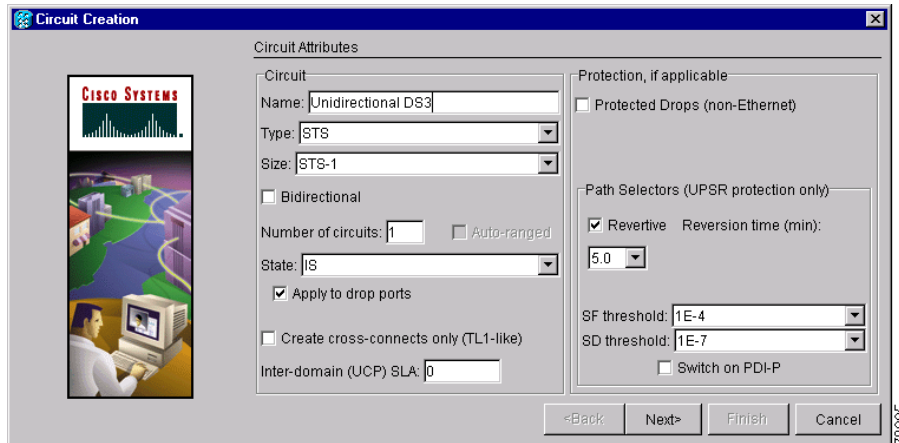 Circuit Creation
Circuit Attributes
CISCO SYSTEMS
Circuit
Name: Unidirectional DS3
Type: STS
Size: STS-1
Bidirectional
Number of circuits: 1 Auto-ranged
State: IS
Apply to drop ports
Create cross-connects only (TL1-like)
Inter-domain (UCP) SLA: 0
Protection, if applicable
Protected Drops (non-Ethernet)
Path Selectors (UPSR protection only)
Revertive Reversion time (min):
5.0
SF threshold: 1E-4
SD threshold: 1E-7
Switch on PDI-P
<Back Next> Finish Cancel